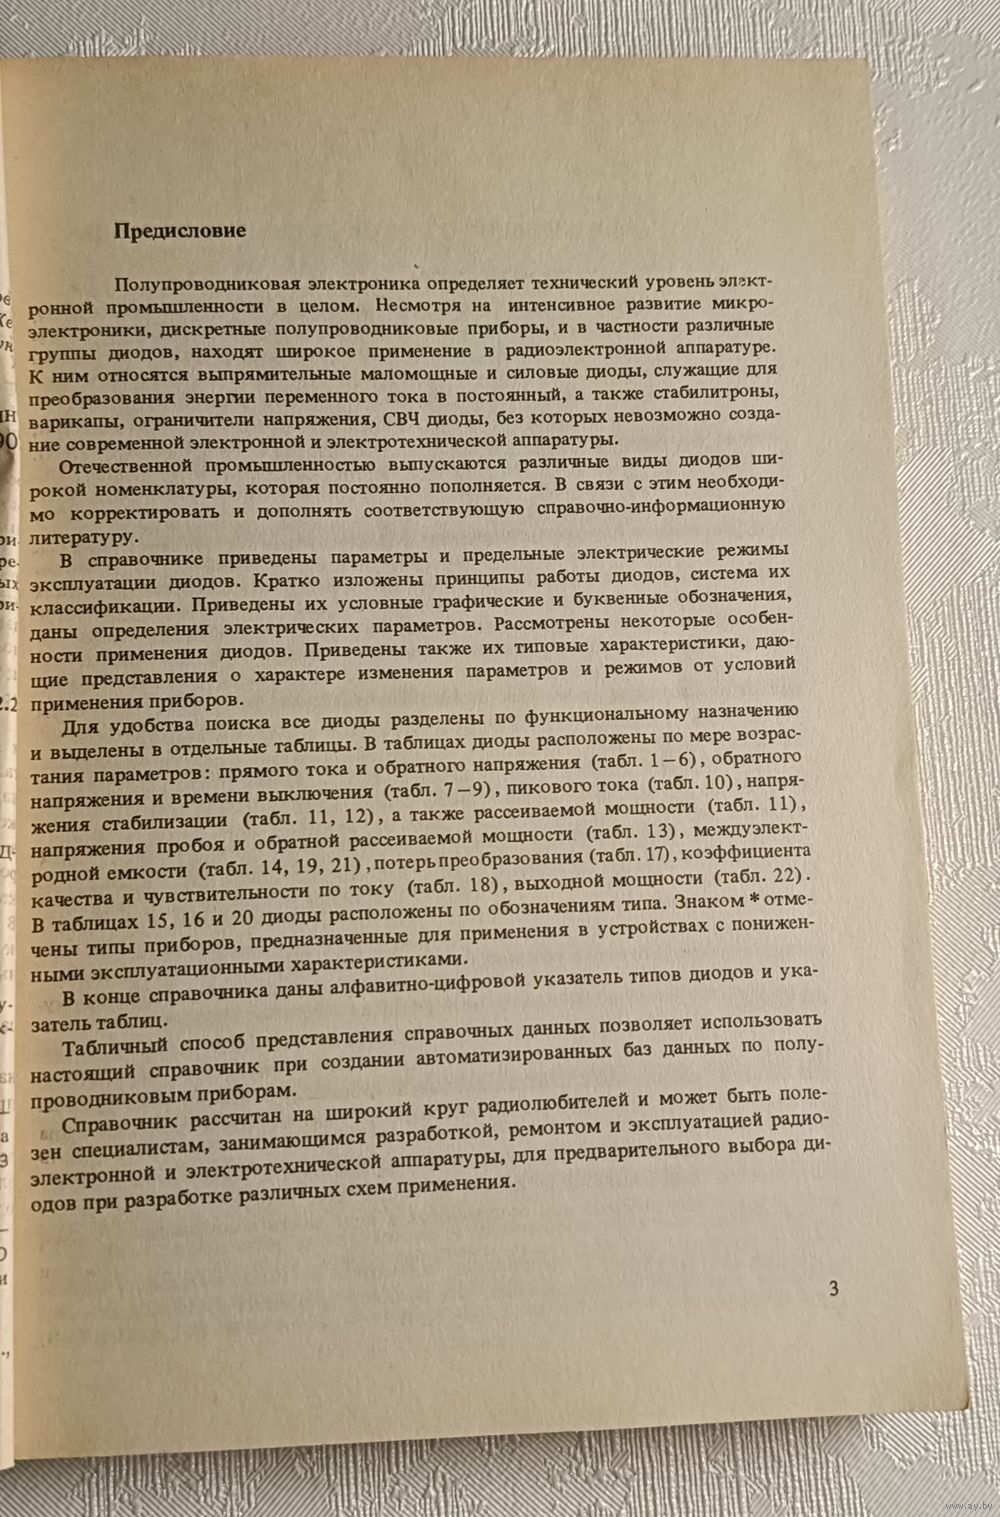 Предисловие
Полупроводниковая электроника определяет технический уровень элект-
ронной промышленности в целом. Несмотря на интенсивное развитие микро-
электроники, дискретные полупроводниковые приборы, и в частности различные
группы диодов, находят широкое применение в радиоэлектронной аппаратуре.
К ним относятся выпрямительные маломощные и силовые диоды, служащие для
преобразования энергии переменного тока в постоянный, а также стабилитроны,
варикапы, ограничители напряжения, СВЧ диоды, без которых невозможно созда-
ние современной электронной и электротехнической аппаратуры.
Отечественной промышленностью выпускаются различные виды диодов ши-
рокой номенклатуры, которая постоянно пополняется. В связи с этим необходи-
мо корректировать и дополнять соответствующую справочно-информационную
литературу.
В справочнике приведены параметры и предельные электрические режимы
эксплуатации диодов. Кратко изложены принципы работы диодов, система их
классификации. Приведены их условные графические и буквенные обозначения,
даны определения электрических параметров. Рассмотрены некоторые особен-
ности применения диодов. Приведены также их типовые характеристики, даю-
щие представления о характере изменения параметров и режимов от условий
применения приборов.
Для удобства поиска все диоды разделены по функциональному назначению
и выделены в отдельные таблицы. В таблицах диоды расположены по мере возрас-
тания параметров: прямого тока и обратного напряжения (табл. 1—6), обратного
напряжения и времени выключения (табл. 7—9), пикового тока (табл. 10), напря-
жения стабилизации (табл. 11, 12), а также рассеиваемой мощности (табл. 11),
напряжения пробоя и обратной рассеиваемой мощности (табл. 13), междуэлект-
родной емкости (табл. 14, 19, 21), потерь преобразования (табл. 17), коэффициента
качества и чувствительности по току (табл. 18), выходной мощности (табл. 22).
В таблицах 15, 16 и 20 диоды расположены по обозначениям типа. Знаком * отме-
чены типы приборов, предназначенные для применения в устройствах с понижен-
ными эксплуатационными характеристиками.
В конце справочника даны алфавитно-цифровой указатель типов диодов и ука-
затель таблиц.
Табличный способ представления справочных данных позволяет использовать
настоящий справочник при создании автоматизированных баз данных по полу-
проводниковым приборам.
Справочник рассчитан на широкий круг радиолюбителей и может быть поле-
зен специалистам, занимающимся разработкой, ремонтом и эксплуатацией радио-
электронной и электротехнической аппаратуры, для предварительного выбора ди-
одов при разработке различных схем применения.
3
www.ay.by